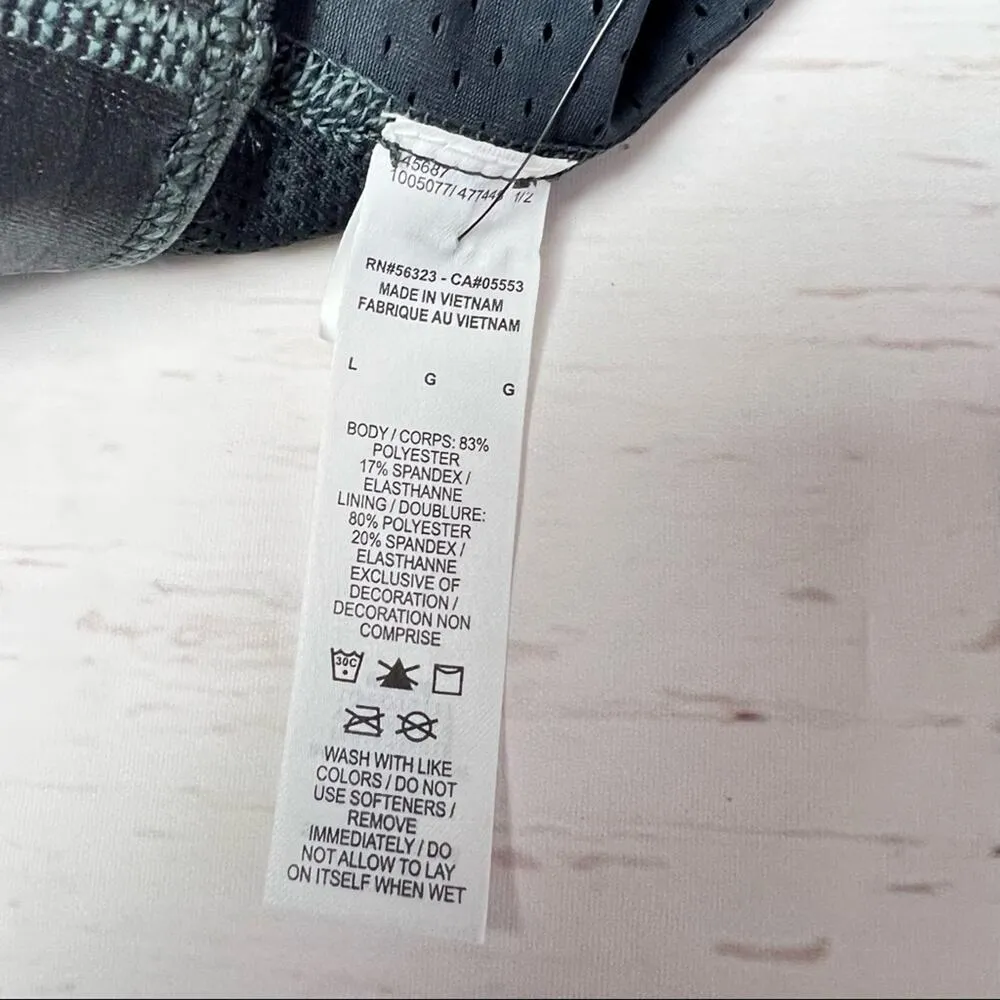 45687
1005077/ 47744 1/2
RN#56323 - CA#05553
MADE IN VIETNAM
FABRIQUE AU VIETNAM
L G G
BODY / CORPS: 83%
POLYESTER
17% SPANDEX /
ELASTHANNE
LINING / DOUBLURE:
80% POLYESTER
20% SPANDEX /
ELASTHANNE
EXCLUSIVE OF
DECORATION /
DECORATION NON
COMPRISE
30C
WASH WITH LIKE
COLORS / DO NOT
USE SOFTENERS /
REMOVE
IMMEDIATELY / DO
NOT ALLOW TO LAY
ON ITSELF WHEN WET